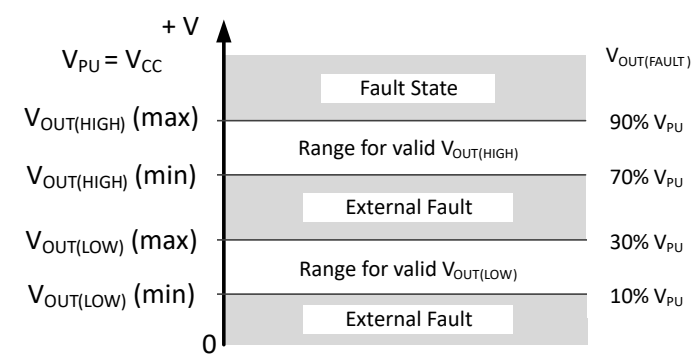 + V
V_PU = V_CC
V_OUT(FAULT)
Fault State
V_OUT(HIGH) (max)
90% V_PU
Range for valid V_OUT(HIGH)
V_OUT(HIGH) (min)
70% V_PU
External Fault
V_OUT(LOW) (max)
30% V_PU
Range for valid V_OUT(LOW)
V_OUT(LOW) (min)
10% V_PU
External Fault
0